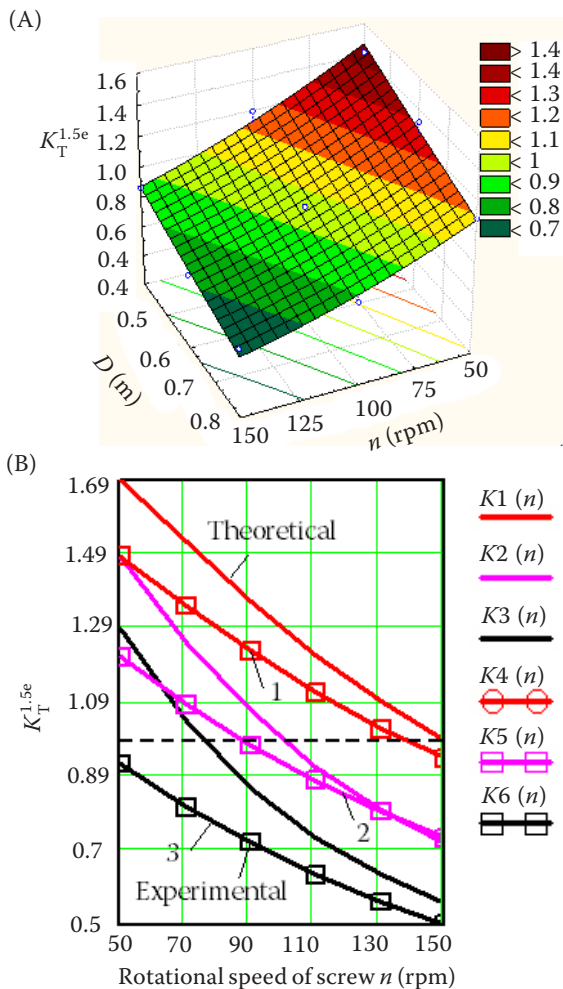 (A)
K_T^1.5e
1.6
1.4
1.2
1.0
0.8
0.6
0.4
0.4
0.5
0.6
0.7
0.8
D (m)
150
125
100
75
50
n (rpm)
> 1.4
< 1.4
< 1.3
< 1.2
< 1.1
< 1
< 0.9
< 0.8
< 0.7
(B)
K_T^1.5e
1.69
1.49
1.29
1.09
0.89
0.7
0.5
Theoretical
1
2
3
Experimental
50
70
90
110
130
150
Rotational speed of screw n (rpm)
K1 (n)
K2 (n)
K3 (n)
K4 (n)
K5 (n)
K6 (n)